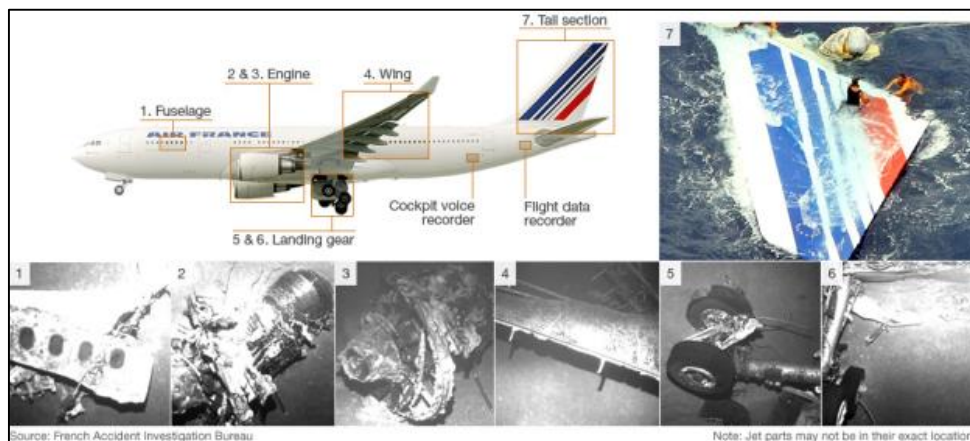 7. Tail section
7
2 & 3. Engine
4. Wing
1. Fuselage
AIR FRANCE
Cockpit voice
recorder
Flight data
recorder
5 & 6. Landing gear
1
2
3
4
5
6
Source: French Accident Investigation Bureau
Note: Jet parts may not be in their exact location